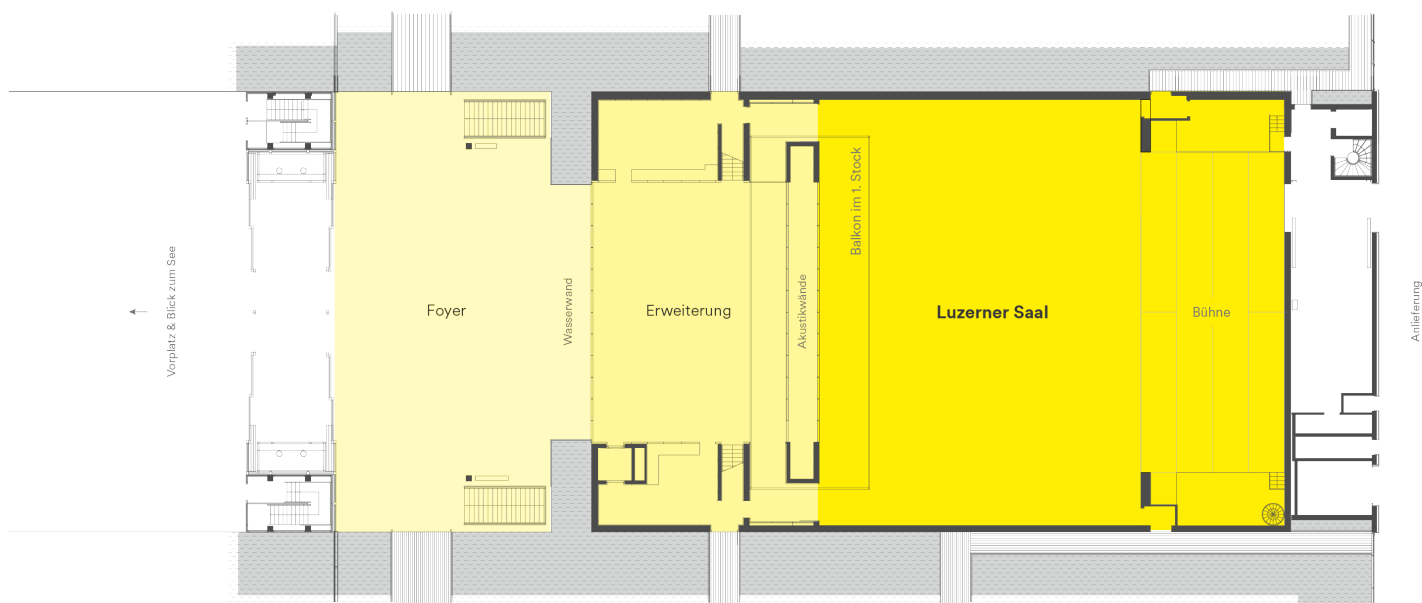 Vorplatz & Blick zum See
Foyer
Wasserwand
Erweiterung
Akustikwände
Balkon im 1. Stock
Luzerner Saal
Bühne
Anlieferung